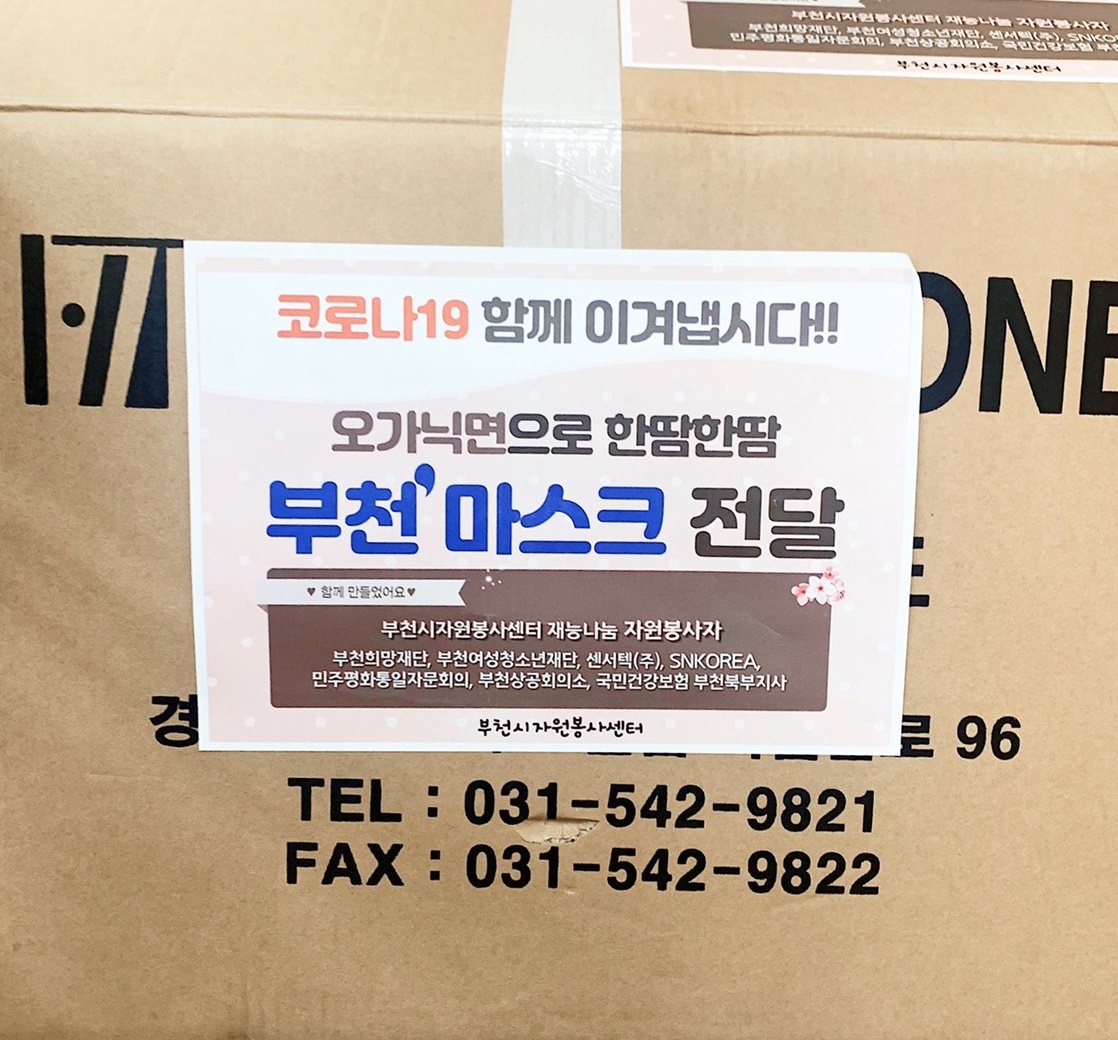 부천시자원봉사센터 재능나눔 자원봉사자
부천희망재단, 부천여성청소년재단, 센서텍(주), SNKO
민주평화통일자문회의, 부천상공회의소, 국민건강보험
부천시자원봉사센터
ONE
코로나19 함께 이겨냅시다!!
오가닉면으로 한땀한땀
부천 마스크 전달
♥ 함께 만들었어요 ♥
부천시자원봉사센터 재능나눔 자원봉사자
부천희망재단, 부천여성청소년재단, 센서텍(주), SNKOREA,
민주평화통일자문회의, 부천상공회의소, 국민건강보험 부천북부지사
부천시자원봉사센터
경 로 96
TEL : 031-542-9821
FAX : 031-542-9822